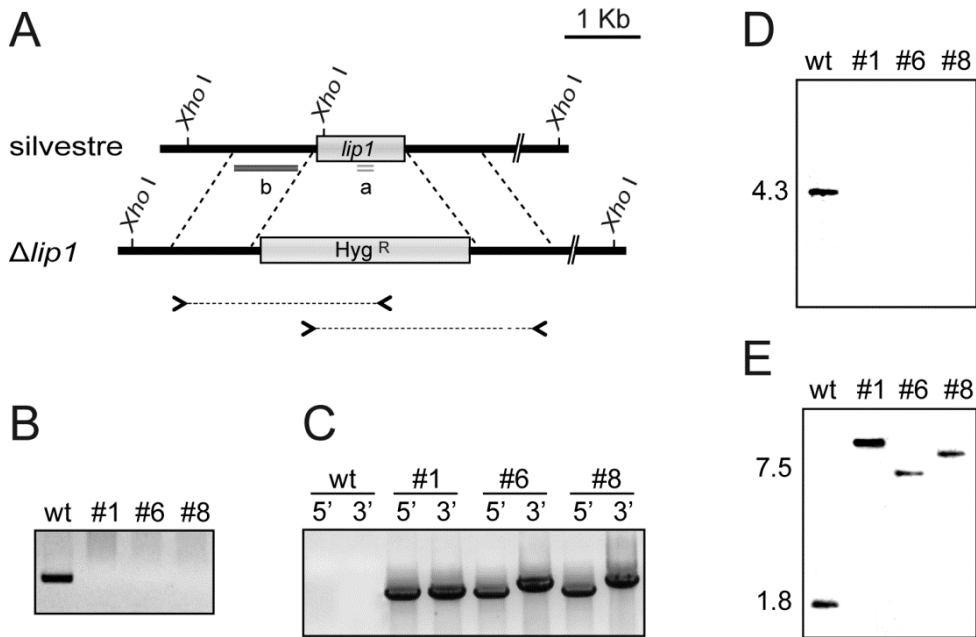 A
1 Kb
Xho I
Xho I
Xho I
silvestre
lip1
b
a
Xho I
Xho I
Δlip1
Hyg R
B
wt #1 #6 #8
C
wt #1 #6 #8
5’ 3’ 5’ 3’ 5’ 3’ 5’ 3’
D
wt #1 #6 #8
4.3
E
wt #1 #6 #8
7.5
1.8